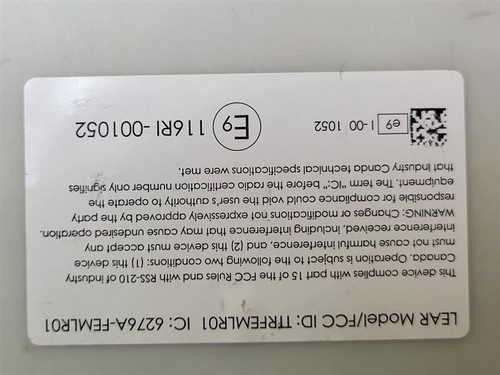 LEAR Model/FCC ID: TTRFEMLR01 IC: 6276A-FEMLR01
This device complies with part 15 of the FCC Rules and with RSS-210 of Industry of
Canada. Operation is subject to the following two conditions: (1) this device
must not cause harmful interference, and (2) this device must accept any
interference received, including interference that may cause undesired operation.
WARNING: Changes or modifications not expressively approved by the party
responsible for compliance could void the user's authority to operate the
equipment. The term "IC:" before the radio certification number only signifies
that Industry Canada technical specifications were met.
e9 I-00 1052
E9 116RI-001052